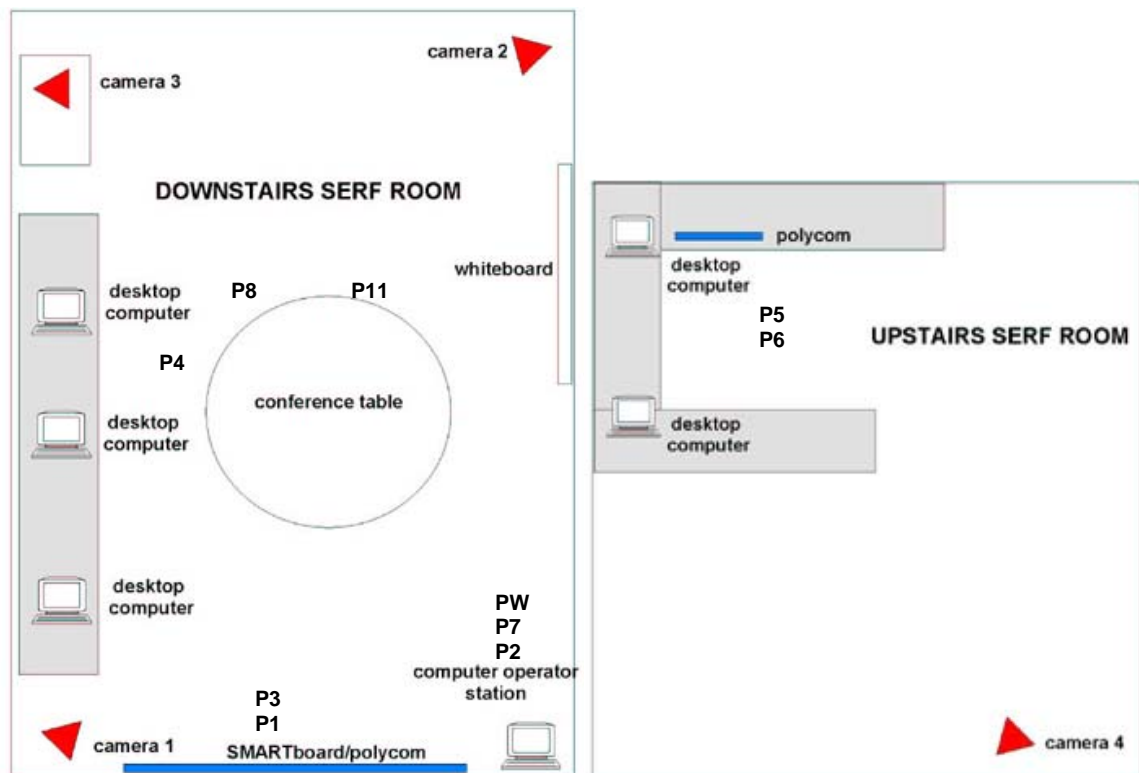 camera 2
camera 3
DOWNSTAIRS SERF ROOM
whiteboard
desktop
computer
P8
P11
P4
conference table
desktop
computer
desktop
computer
PW
P7
P2
computer operator
station
P3
P1
camera 1
SMARTboard/polycom
polycom
desktop
computer
P5
P6
UPSTAIRS SERF ROOM
desktop
computer
camera 4